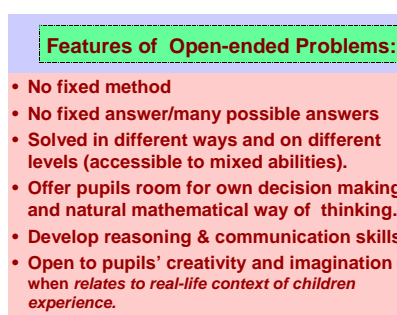 Features of Open-ended Problems:
• No fixed method
• No fixed answer/many possible answers
• Solved in different ways and on different
levels (accessible to mixed abilities).
• Offer pupils room for own decision making
and natural mathematical way of thinking.
• Develop reasoning & communication skills
• Open to pupils' creativity and imagination
when relates to real-life context of children
experience.